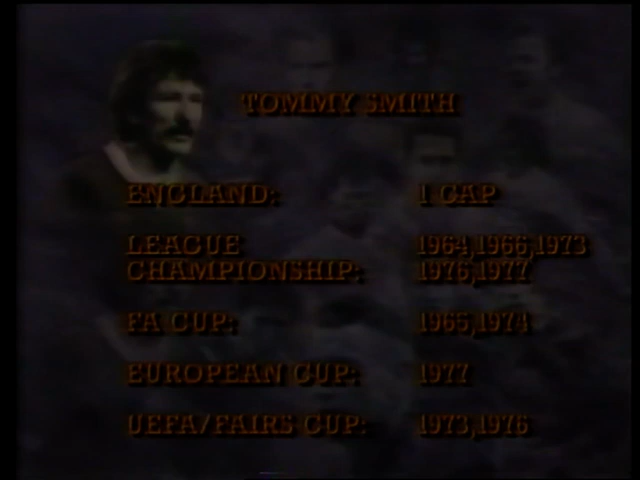 TOMMY SMITH
ENGLAND: 1 CAP
LEAGUE 1964,1966,1973
CHAMPIONSHIP: 1976,1977
FA CUP: 1965,1974
EUROPEAN CUP: 1977
UEFA/FAIRS CUP: 1973,1976